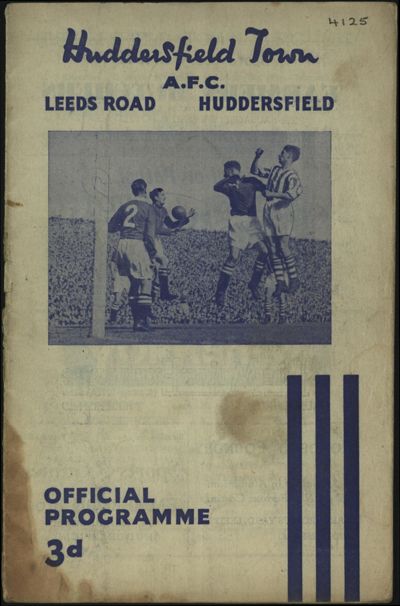 4125
Huddersfield Town
A.F.C.
LEEDS ROAD HUDDERSFIELD
2
OFFICIAL
PROGRAMME
3d